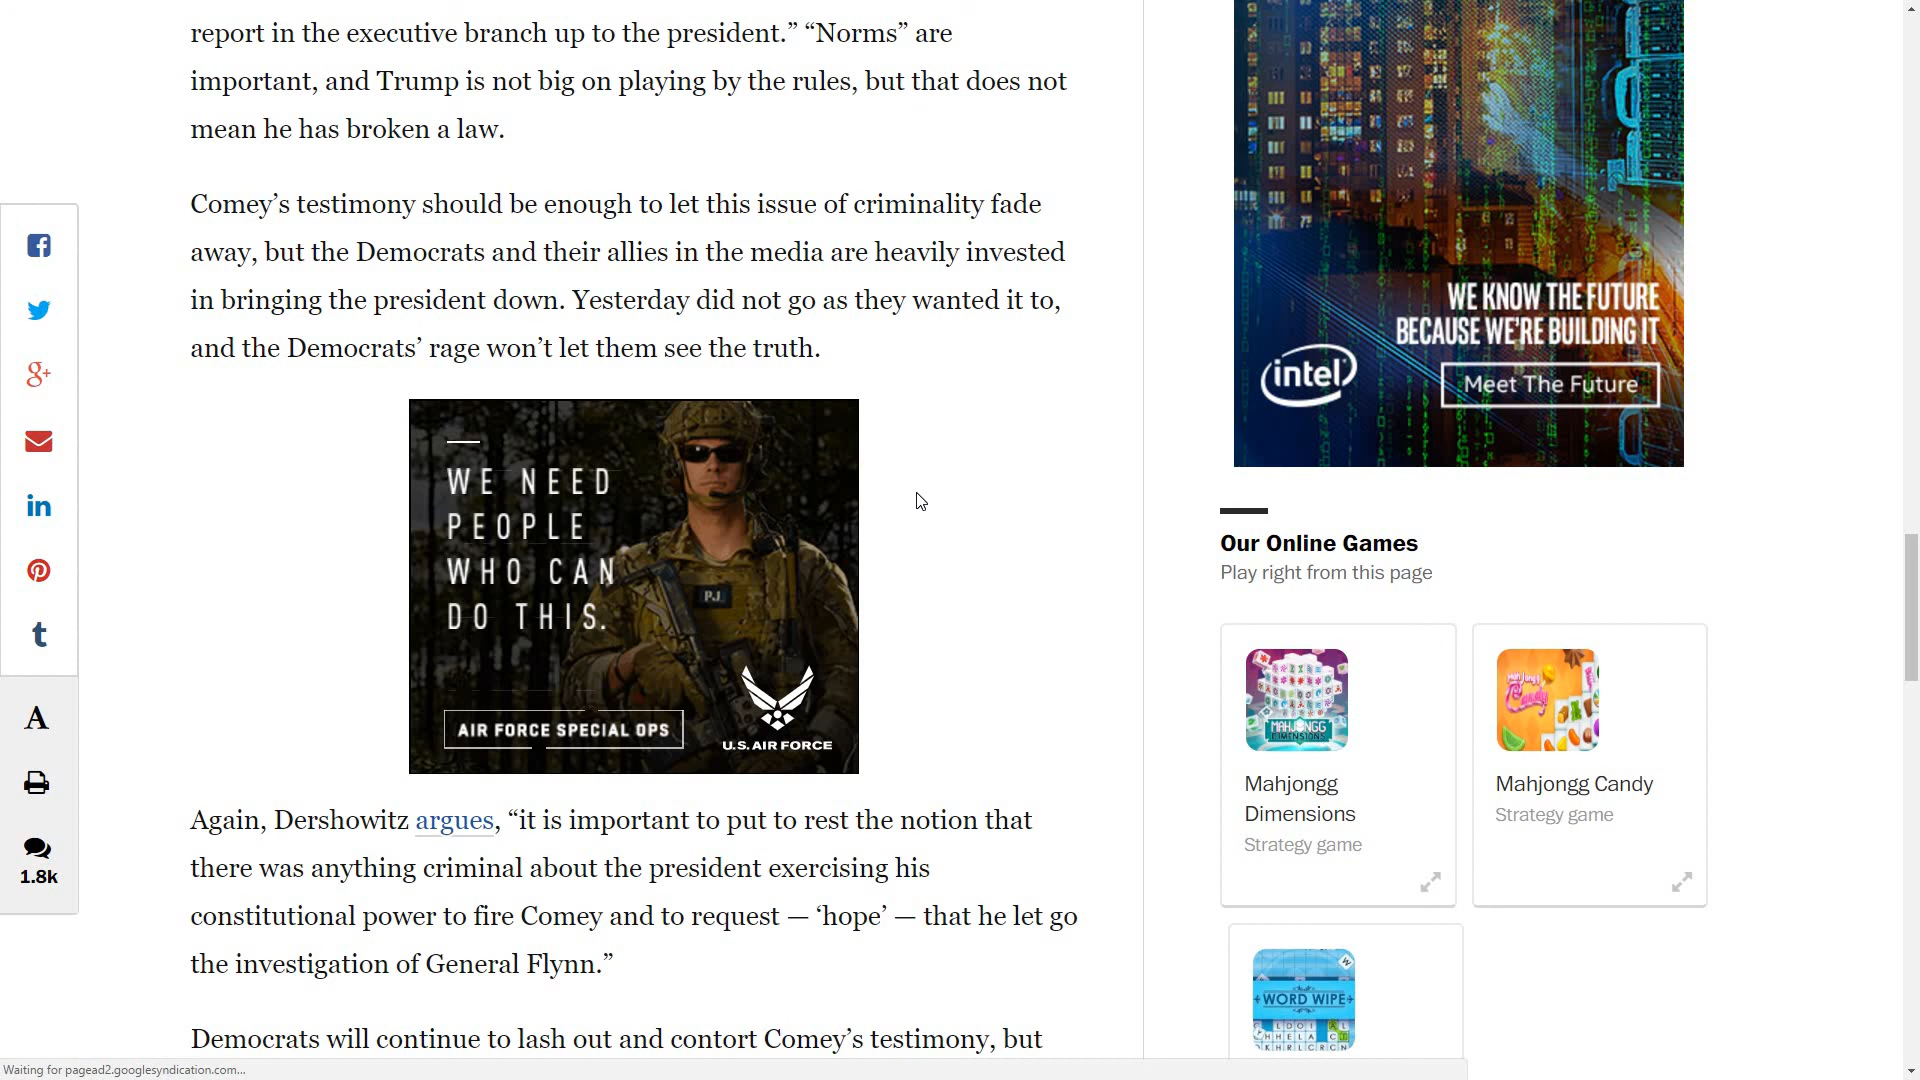 report in the executive branch up to the president.” “Norms” are
important, and Trump is not big on playing by the rules, but that does not
mean he has broken a law.
Comey’s testimony should be enough to let this issue of criminality fade
away, but the Democrats and their allies in the media are heavily invested
in bringing the president down. Yesterday did not go as they wanted it to,
and the Democrats’ rage won’t let them see the truth.
WE NEED
PEOPLE
WHO CAN
DO THIS.
PJ
AIR FORCE SPECIAL OPS
U.S. AIR FORCE
Again, Dershowitz argues, “it is important to put to rest the notion that
there was anything criminal about the president exercising his
constitutional power to fire Comey and to request — ‘hope’ — that he let go
the investigation of General Flynn.”
Democrats will continue to lash out and contort Comey’s testimony, but
g+
in
t
A
1.8k
WE KNOW THE FUTURE
BECAUSE WE’RE BUILDING IT
intel
Meet The Future
Our Online Games
Play right from this page
MAHJONGG
DIMENSIONS
Mahjongg
Dimensions
Strategy game
Mahjongg
Candy
Mahjongg Candy
Strategy game
W
WORD WIPE
Waiting for pagead2.googlesyndication.com...